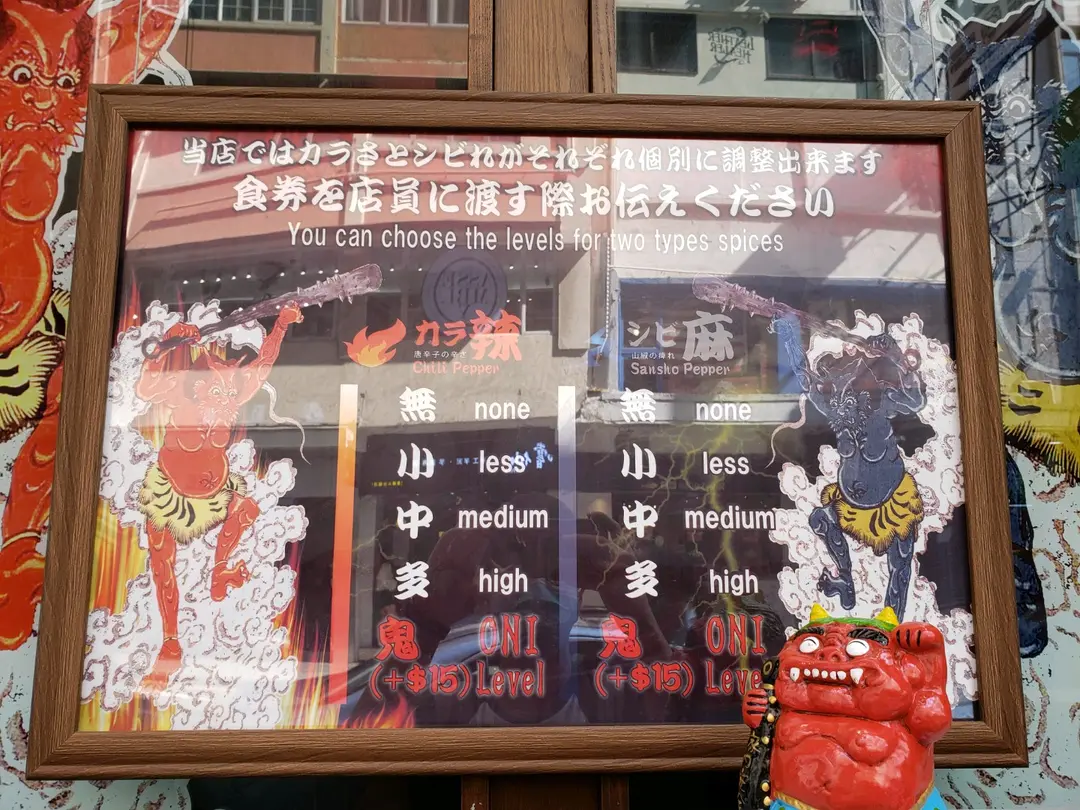 当店ではカラさとシビれがそれぞれ個別に調整出来ます
食券を店員に渡す際お伝えください
You can choose the levels for two types spices
カラ 辣
唐辛子の辛さ
Chili Pepper
無 none
小 less
中 medium
多 high
鬼 ONI
(+$15) Level
シビ 麻
山椒の痺れ
Sansho Pepper
無 none
小 less
中 medium
多 high
鬼 ONI
(+$15)